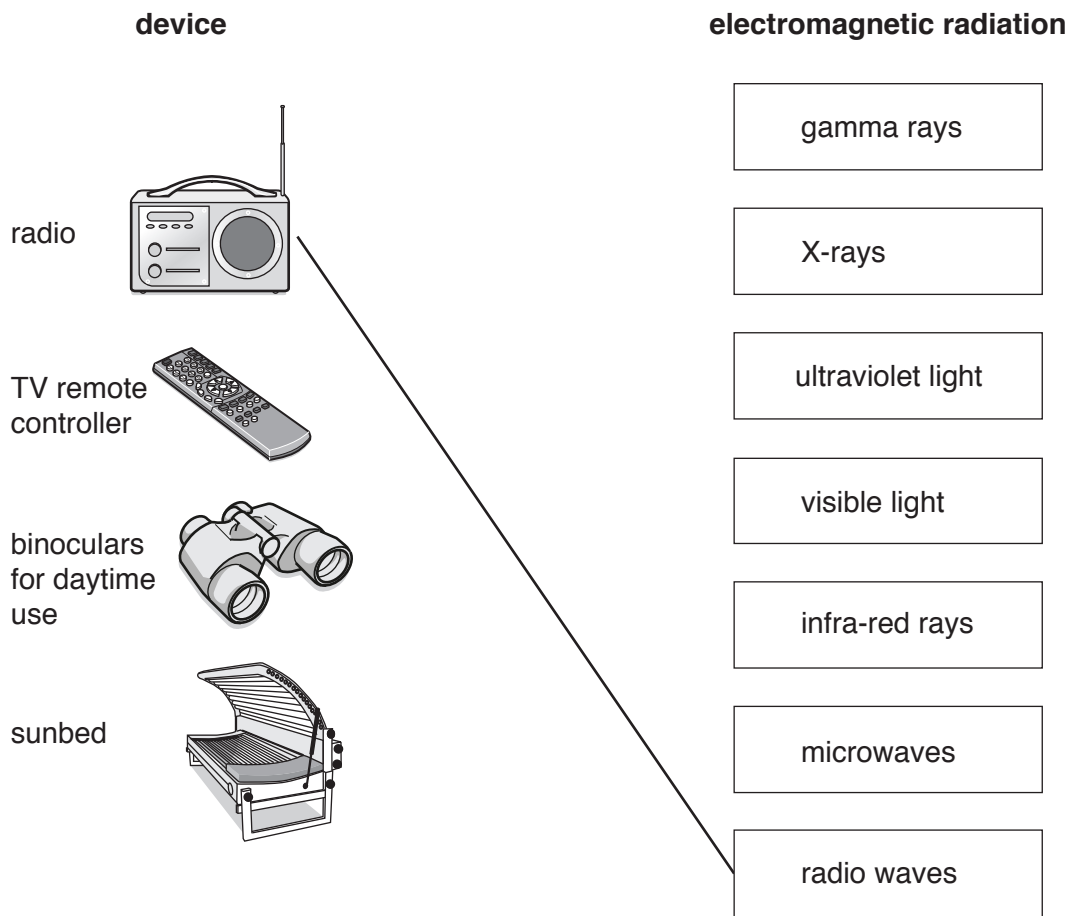 device
electromagnetic radiation
gamma rays
radio
X-rays
TV remote
controller
ultraviolet light
binoculars
for daytime
use
visible light
infra-red rays
sunbed
microwaves
radio waves